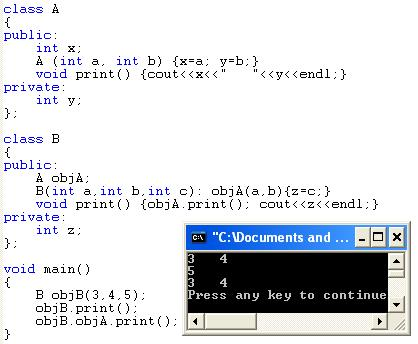 class A
{
public:
    int x;
    A (int a, int b) {x=a; y=b;}
    void print() {cout<<x<<"   "<<y<<endl;}
private:
    int y;
};

class B
{
public:
    A objA;
    B(int a,int b,int c): objA(a,b){z=c;}
    void print() {objA.print(); cout<<z<<endl;}
private:
    int z;
};

void main()
{
    B objB(3,4,5);
    objB.print();
    objB.objA.print();
}
"C:\Documents and ...
3   4
5
3   4
Press any key to continue